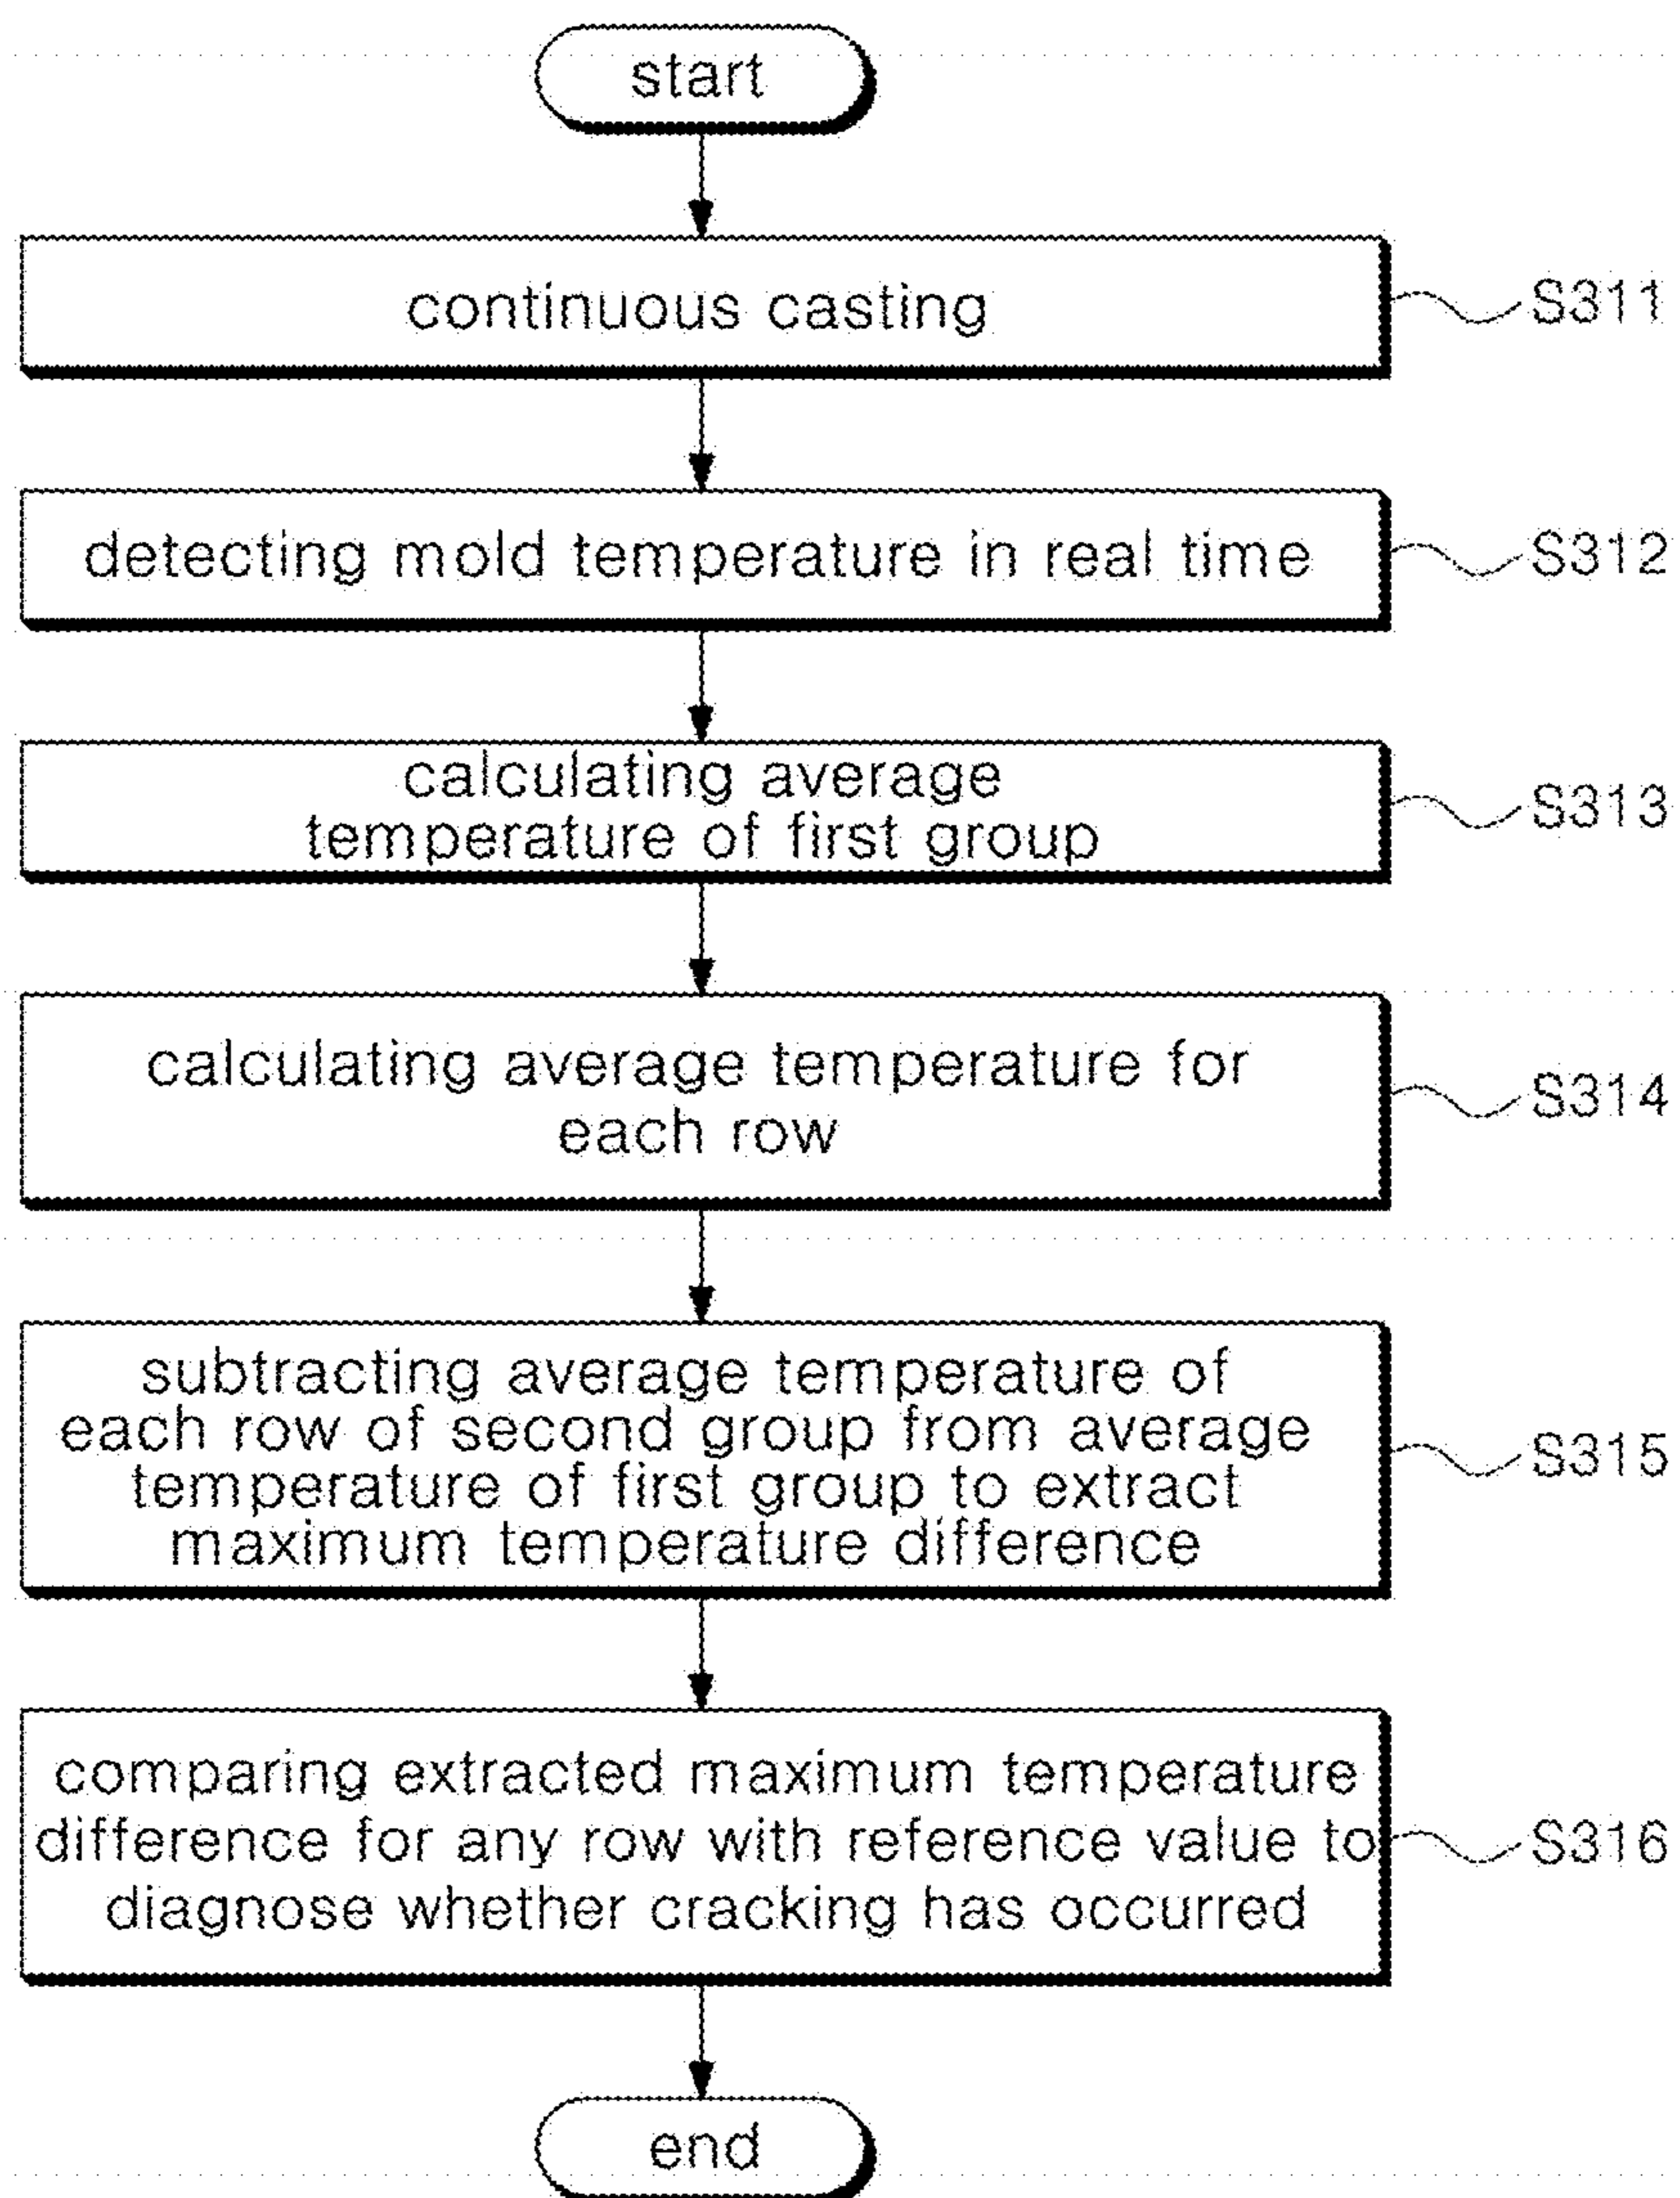 start
continuous casting
S311
detecting mold temperature in real time
S312
calculating average
temperature of first group
S313
calculating average temperature for
each row
S314
subtracting average temperature of
each row of second group from average
temperature of first group to extract
maximum temperature difference
S315
comparing extracted maximum temperature
difference for any row with reference value to
diagnose whether cracking has occurred
S316
end